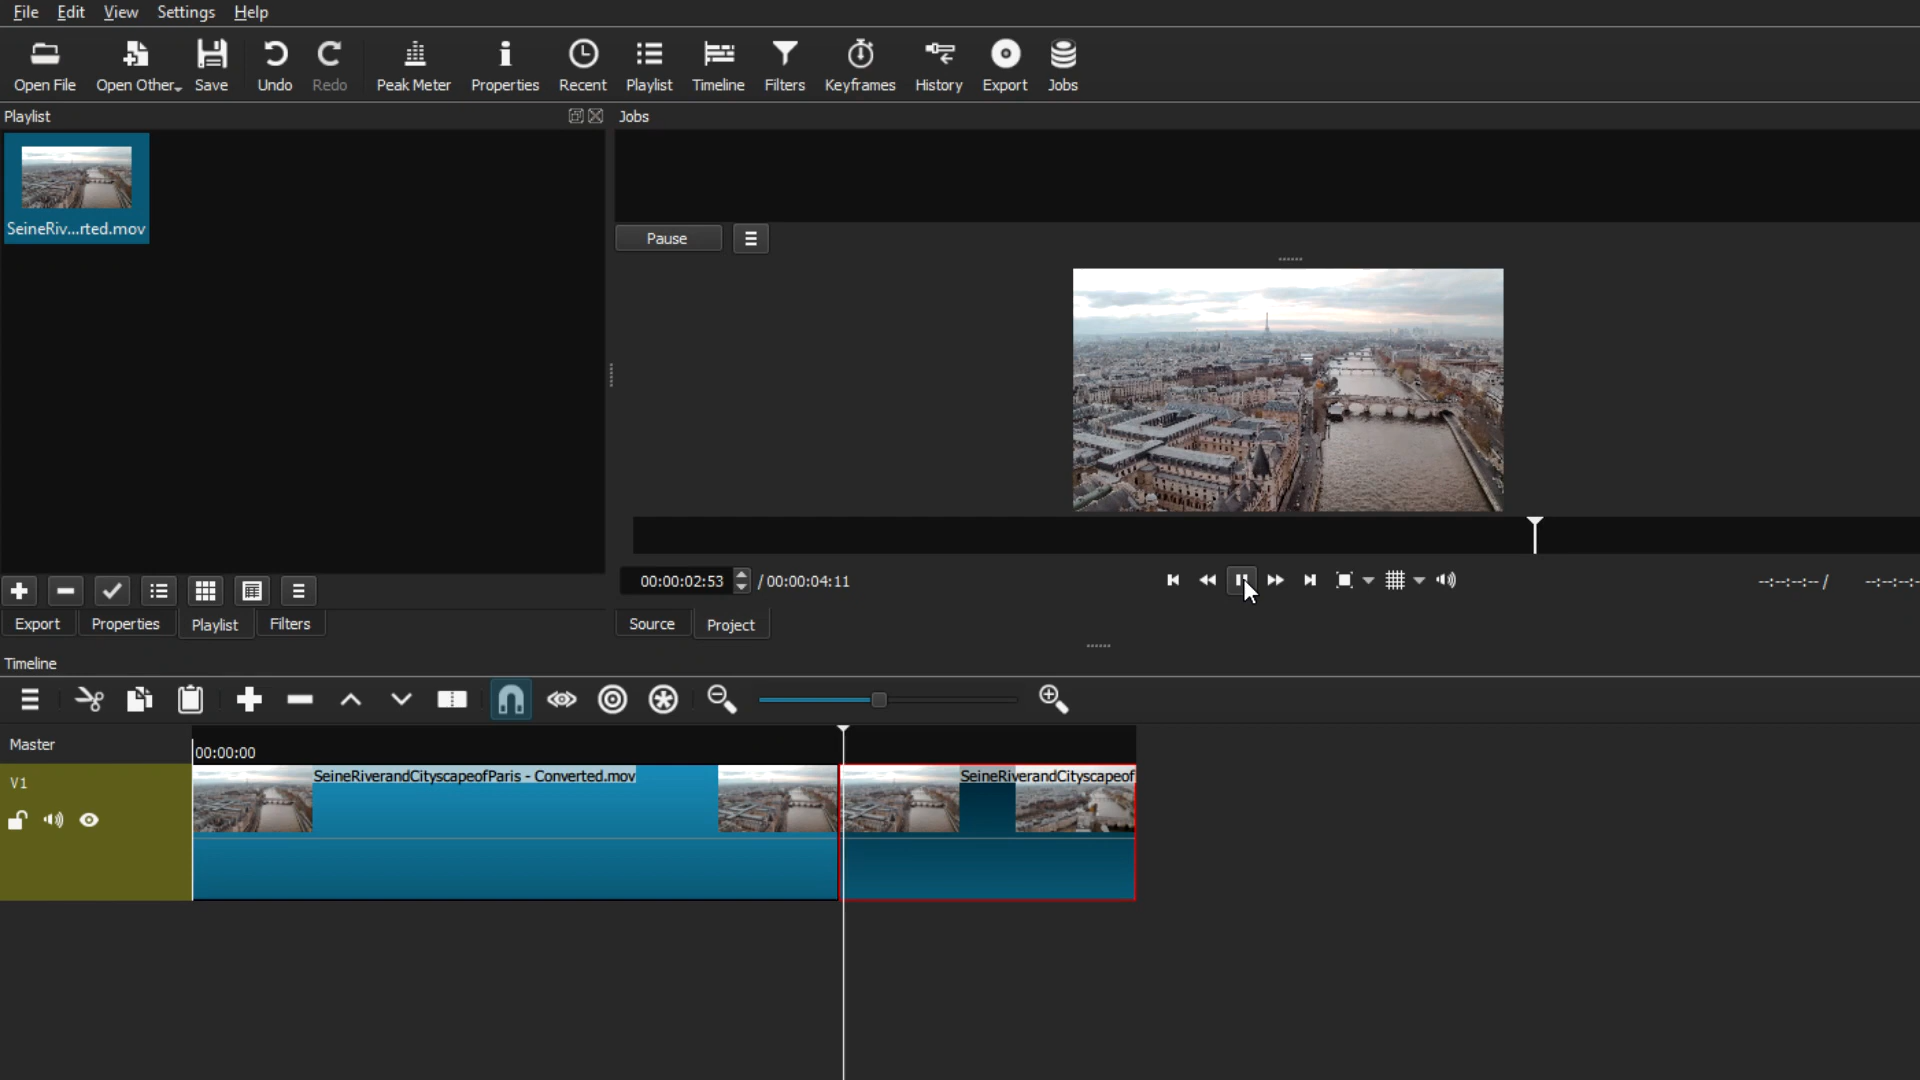 File Edit View Settings Help
Open File Open Other... Save Undo Redo Peak Meter Properties Recent Playlist Timeline Filters Keyframes History Export Jobs
Playlist
Jobs
SeineRiv...rted.mov
Pause
00:00:02:53 / 00:00:04:11
--:--:--:-- / --:--:--:-
Export Properties Playlist Filters
Source Project
Timeline
Master
00:00:00
V1
SeineRiverandCityscapeofParis - Converted.mov
SeineRiverandCityscapeof